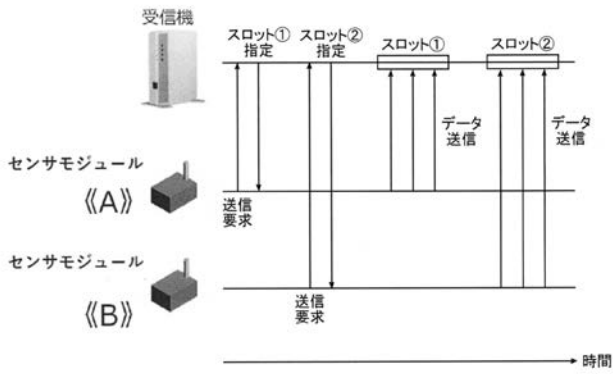 受信機
スロット①
指定
スロット②
指定
スロット①
スロット②
データ
送信
データ
送信
センサモジュール
《A》
送信
要求
センサモジュール
《B》
送信
要求
時間